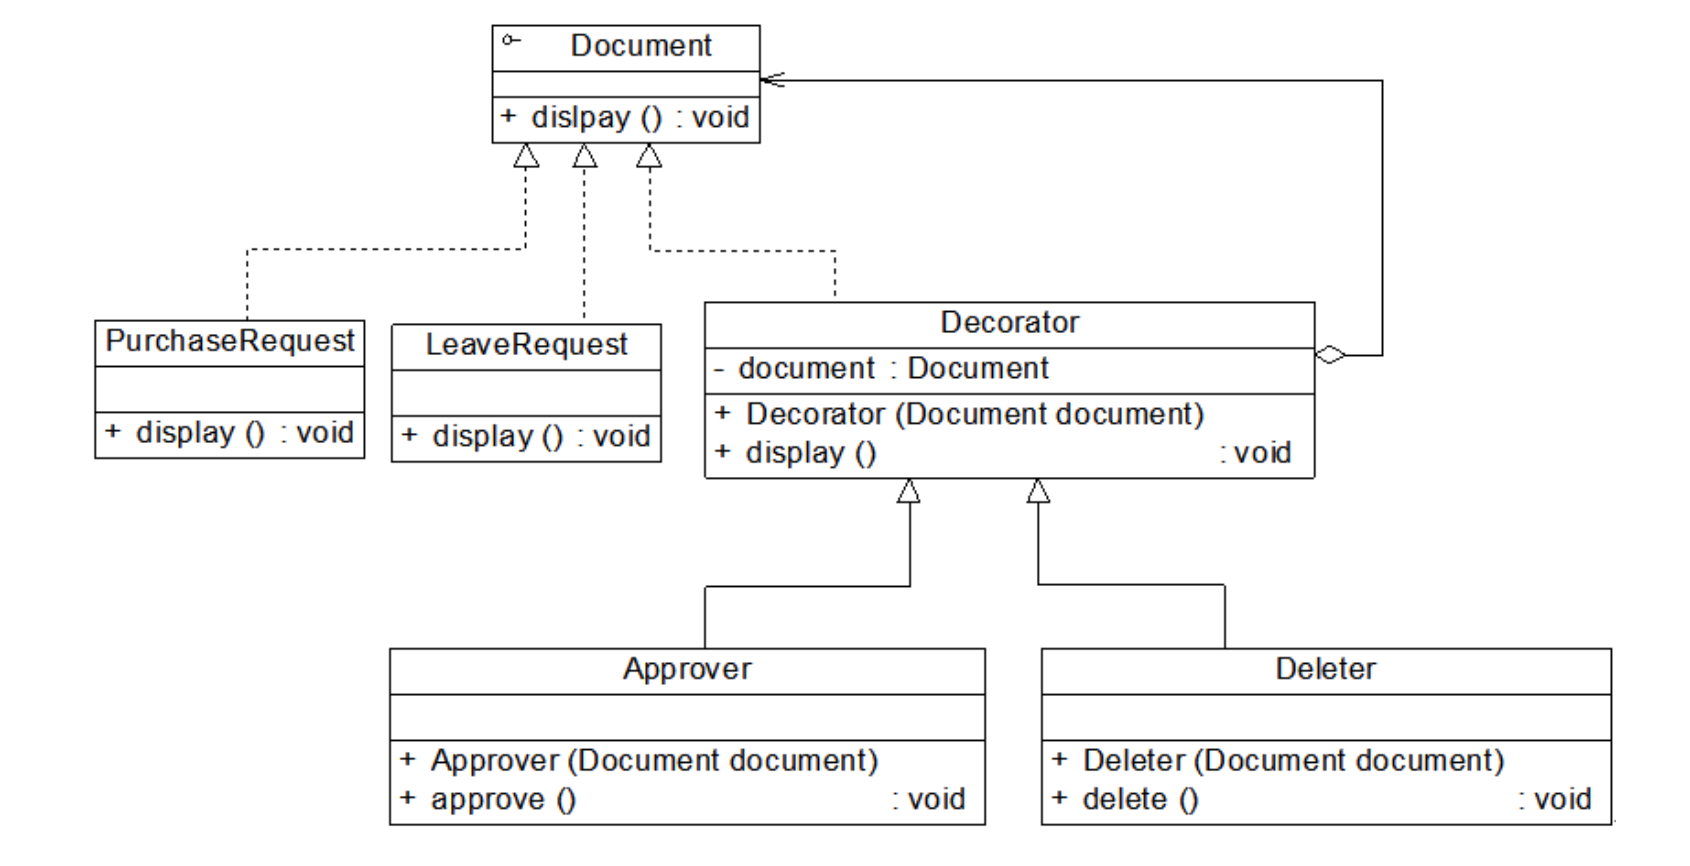 Document
+ dislpay () : void
PurchaseRequest
+ display () : void
LeaveRequest
+ display () : void
Decorator
- document : Document
+ Decorator (Document document)
+ display () : void
Approver
+ Approver (Document document)
+ approve () : void
Deleter
+ Deleter (Document document)
+ delete () : void